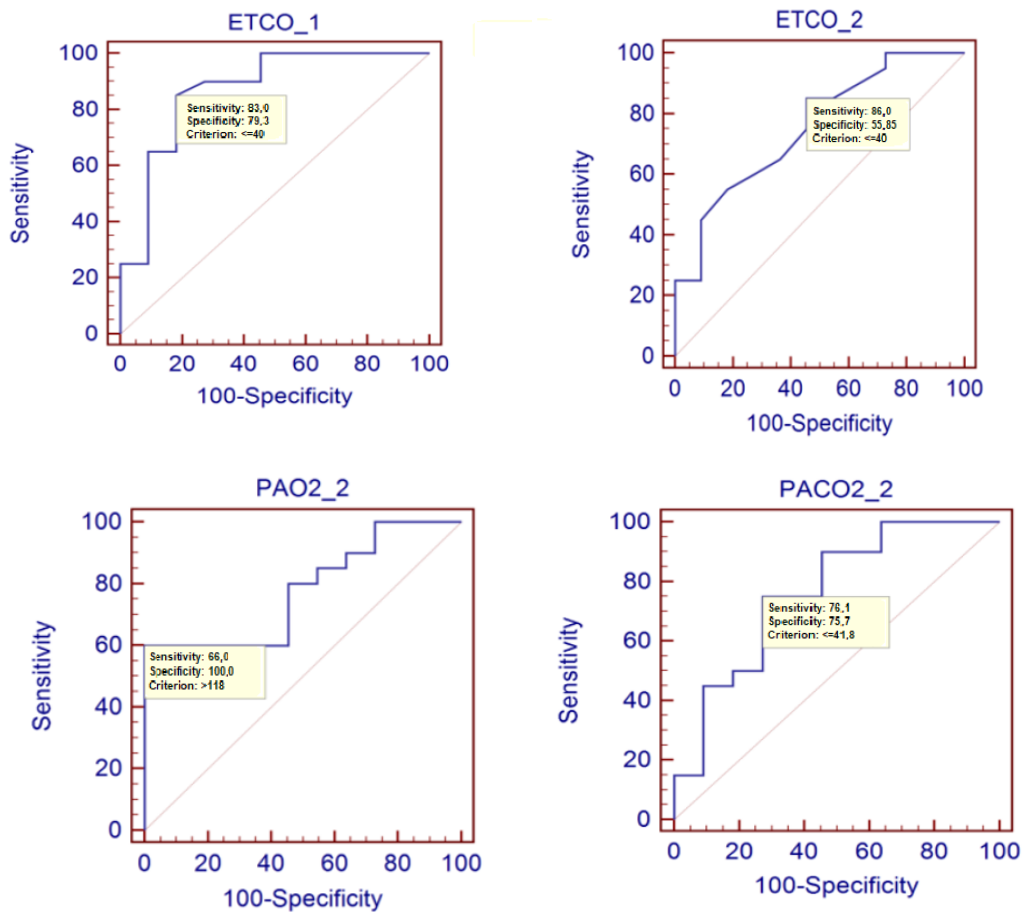 ETCO_1
100
80
60
40
20
0
Sensitivity
Sensitivity: 83,0
Specificity: 79,3
Criterion: <=40
0 20 40 60 80 100
100-Specificity
ETCO_2
100
80
60
40
20
0
Sensitivity
Sensitivity: 86,0
Specificity: 55,85
Criterion: <=40
0 20 40 60 80 100
100-Specificity
PAO2_2
100
80
60
40
20
0
Sensitivity
Sensitivity: 66,0
Specificity: 100,0
Criterion: >118
0 20 40 60 80 100
100-Specificity
PACO2_2
100
80
60
40
20
0
Sensitivity
Sensitivity: 76,1
Specificity: 75,7
Criterion: <=41,8
0 20 40 60 80 100
100-Specificity